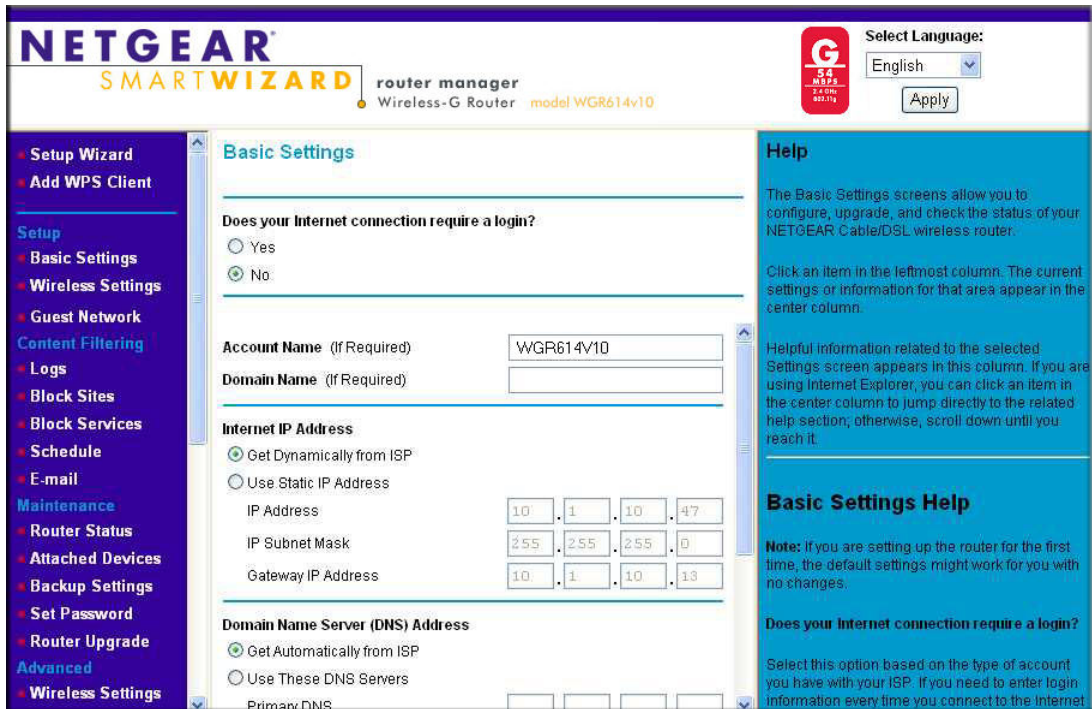 NETGEAR
SMARTWIZARD
router manager
Wireless-G Router model WGR614v10
G
54
MBPS
2.4 GHz
802.11g
Select Language:
English
Apply
Setup Wizard
Add WPS Client
Setup
Basic Settings
Wireless Settings
Guest Network
Content Filtering
Logs
Block Sites
Block Services
Schedule
E-mail
Maintenance
Router Status
Attached Devices
Backup Settings
Set Password
Router Upgrade
Advanced
Wireless Settings
Basic Settings
Does your Internet connection require a login?
Yes
No
Account Name (If Required) WGR614V10
Domain Name (If Required)
Internet IP Address
Get Dynamically from ISP
Use Static IP Address
IP Address 10 . 1 . 10 . 47
IP Subnet Mask 255 . 255 . 255 . 0
Gateway IP Address 10 . 1 . 10 . 13
Domain Name Server (DNS) Address
Get Automatically from ISP
Use These DNS Servers
Primary DNS . . .
Help
The Basic Settings screens allow you to
configure, upgrade, and check the status of your
NETGEAR Cable/DSL wireless router.
Click an item in the leftmost column. The current
settings or information for that area appear in the
center column.
Helpful information related to the selected
Settings screen appears in this column. If you are
using Internet Explorer, you can click an item in
the center column to jump directly to the related
help section; otherwise, scroll down until you
reach it.
Basic Settings Help
Note: If you are setting up the router for the first
time, the default settings might work for you with
no changes.
Does your Internet connection require a login?
Select this option based on the type of account
you have with your ISP. If you need to enter login
information every time you connect to the Internet